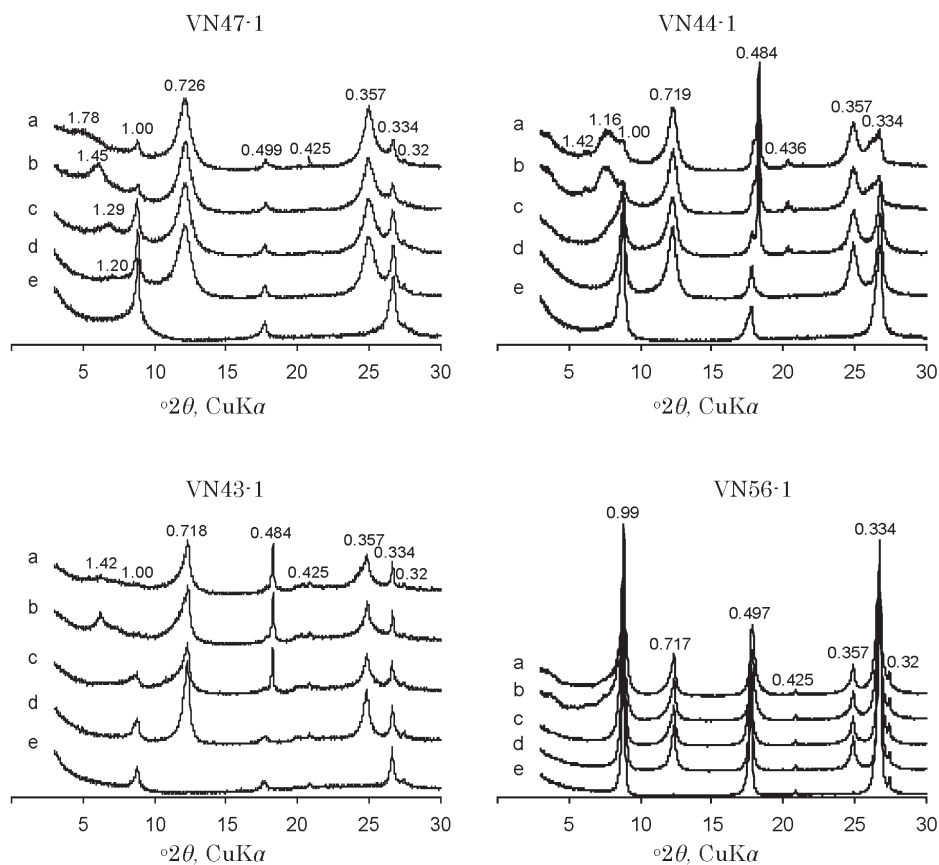 VN47-1
1.78
1.00
0.726
0.357
0.334
a
1.45
0.499
0.425
0.32
b
1.29
c
1.20
d
e
5 10 15 20 25 30
°2θ, CuKα
VN44-1
0.484
0.719
1.16
0.357
a
1.42
1.00
0.334
0.436
b
c
d
e
5 10 15 20 25 30
°2θ, CuKα
VN43-1
0.718
0.484
0.357
a
1.42
1.00
0.425
0.334
0.32
b
c
d
e
5 10 15 20 25 30
°2θ, CuKα
VN56-1
0.99
0.334
0.497
0.717
0.357
a
0.425
0.32
b
c
d
e
5 10 15 20 25 30
°2θ, CuKα